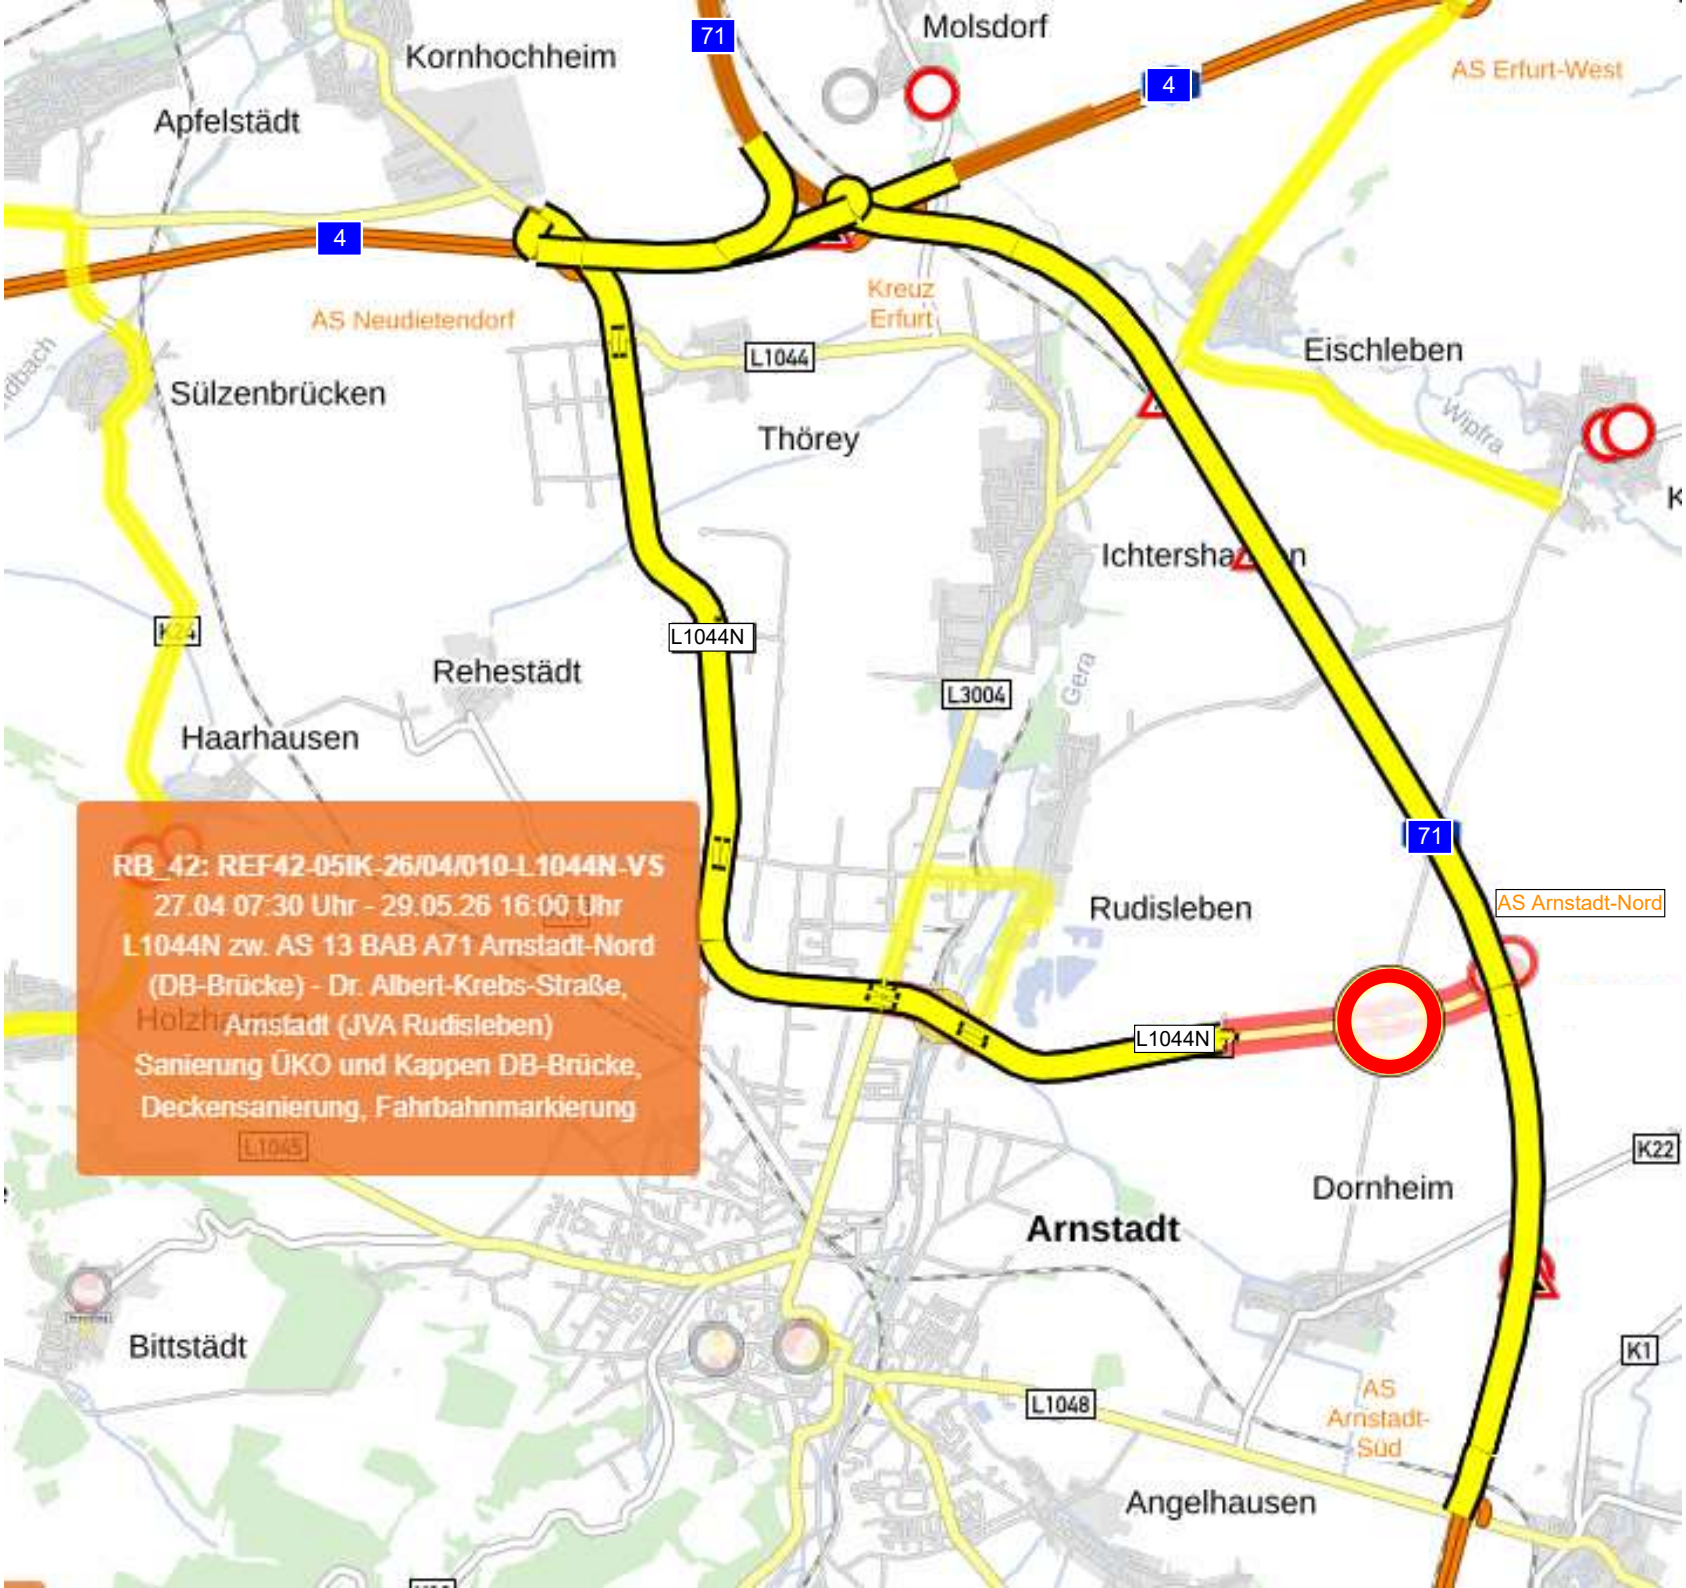 Molsdorf
71
Kornhochheim
AS Erfurt-West
4
Apfelstädt
4
Kreuz
Erfurt
AS Neudietendorf
L1044
Eischleben
Sülzenbrücken
Wipfra
Thörey
K
Ichtersha
n
K24
L1044N
Rehestädt
Gera
L3004
Haarhausen
71
RB_42: REF42-05IK-26/04/010-L1044N-VS
27.04 07:30 Uhr - 29.05.26 16:00 Uhr
L1044N zw. AS 13 BAB A71 Arnstadt-Nord
(DB-Brücke) - Dr. Albert-Krebs-Straße,
Arnstadt (JVA Rudisleben)
Sanierung ÜKO und Kappen DB-Brücke,
Deckensanierung, Fahrbahnmarkierung
Holzhausen
L1045
Rudisleben
AS Arnstadt-Nord
L1044N
K22
Dornheim
Arnstadt
Bittstädt
K1
L1048
AS
Arnstadt-
Süd
Angelhausen